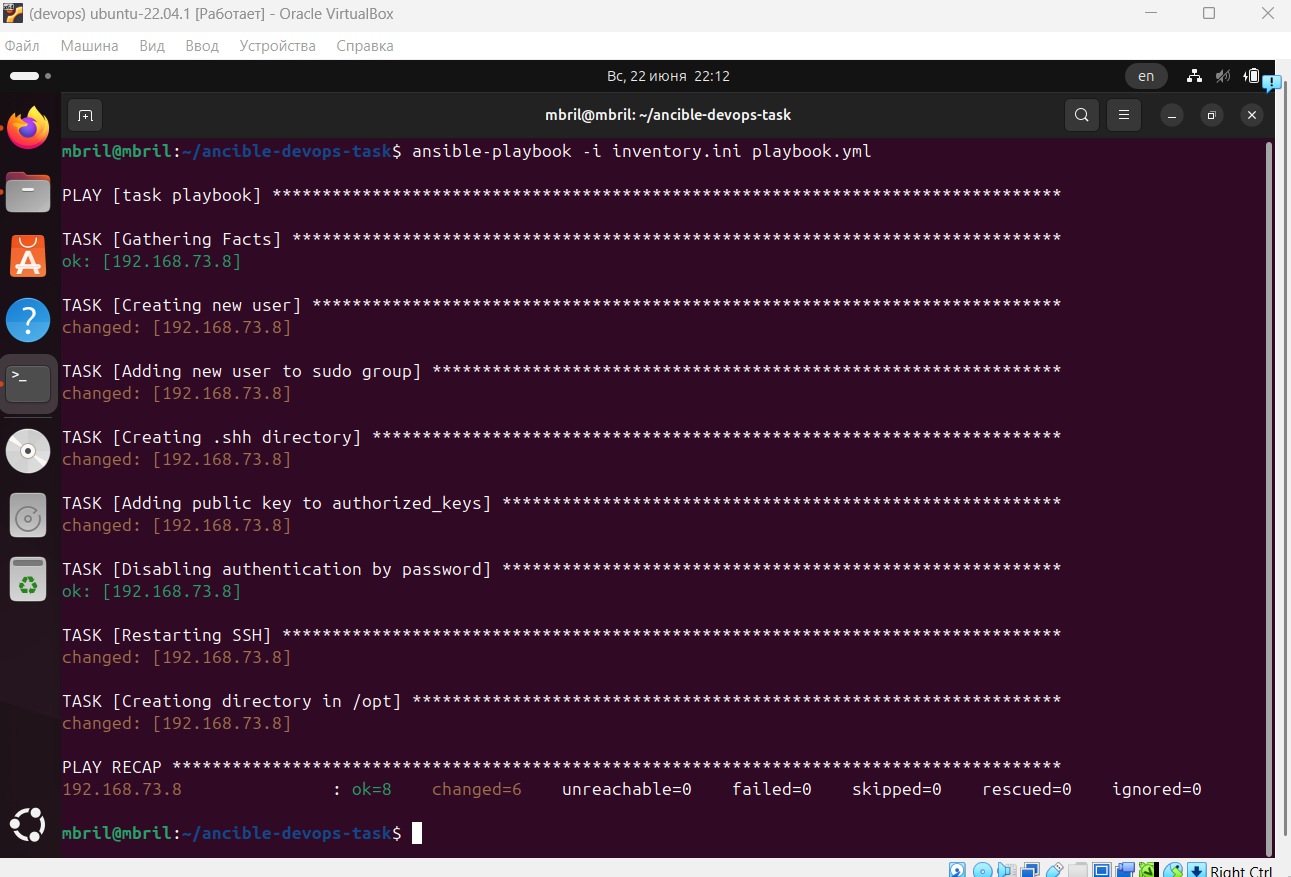 (devops) ubuntu-22.04.1 [Работает] - Oracle VirtualBox
Файл Машина Вид Ввод Устройства Справка
Вс, 22 июня 22:12 en
mbril@mbril: ~/ancible-devops-task
mbril@mbril:~/ancible-devops-task$ ansible-playbook -i inventory.ini playbook.yml
PLAY [task playbook] *******************************************************************************
TASK [Gathering Facts] *****************************************************************************
ok: [192.168.73.8]
TASK [Creating new user] ***************************************************************************
changed: [192.168.73.8]
TASK [Adding new user to sudo group] ***************************************************************
changed: [192.168.73.8]
TASK [Creating .shh directory] *********************************************************************
changed: [192.168.73.8]
TASK [Adding public key to authorized_keys] ********************************************************
changed: [192.168.73.8]
TASK [Disabling authentication by password] ********************************************************
ok: [192.168.73.8]
TASK [Restarting SSH] ******************************************************************************
changed: [192.168.73.8]
TASK [Creationg directory in /opt] *****************************************************************
changed: [192.168.73.8]
PLAY RECAP *****************************************************************************************
192.168.73.8 : ok=8 changed=6 unreachable=0 failed=0 skipped=0 rescued=0 ignored=0
mbril@mbril:~/ancible-devops-task$
Right Ctrl